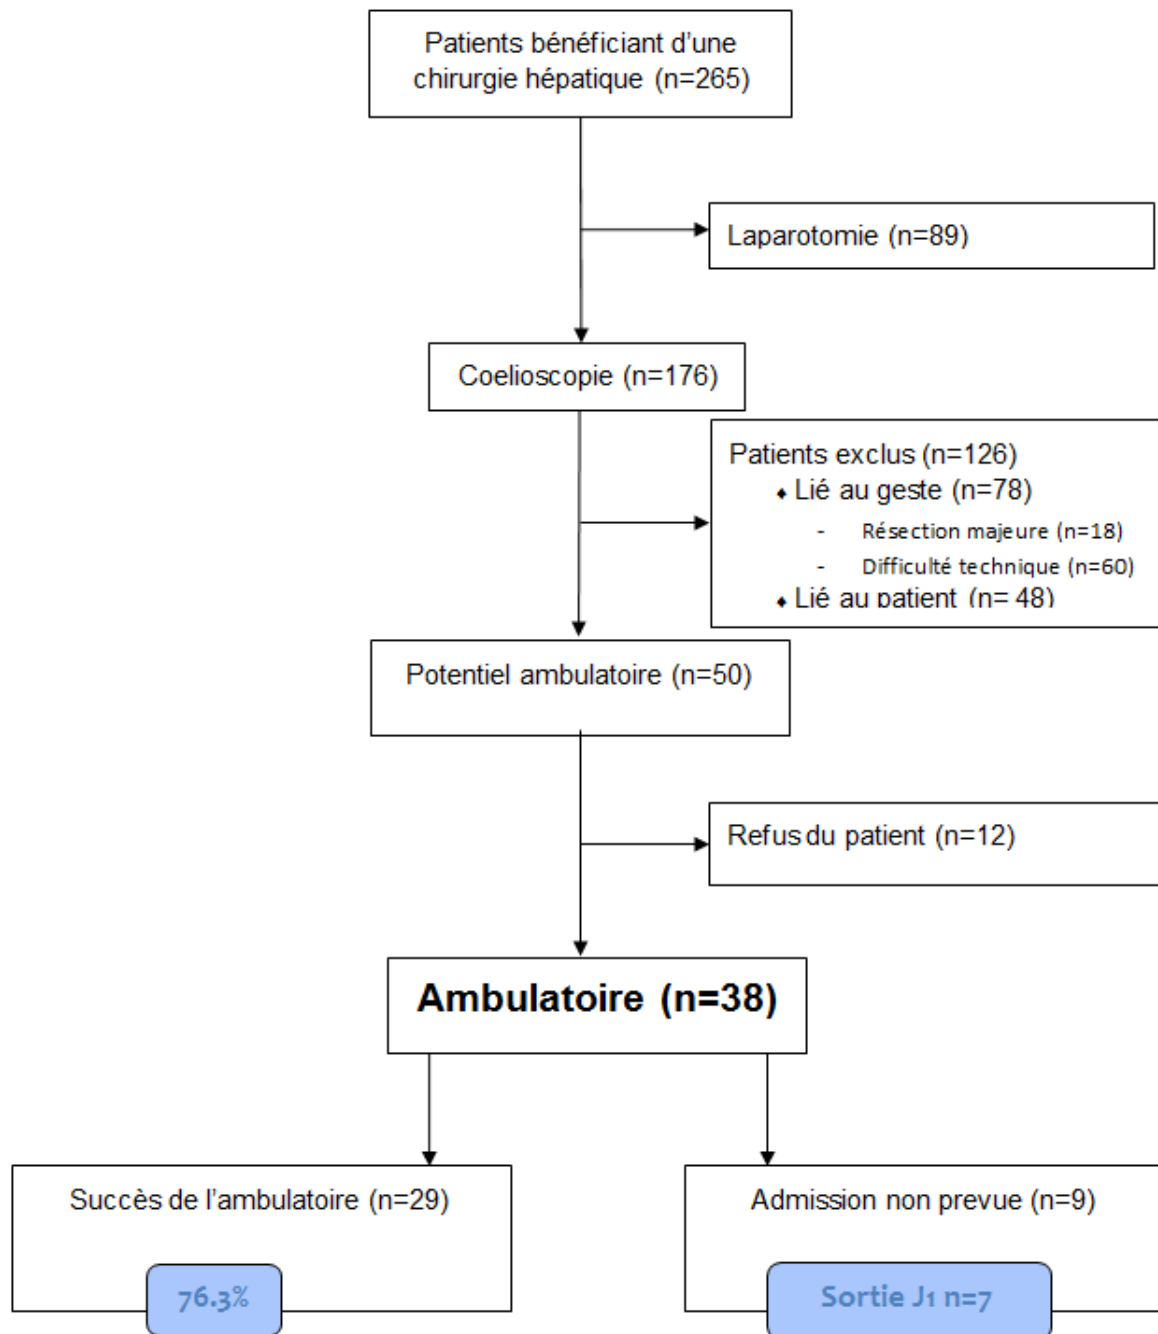 Patients bénéficiant d'une
chirurgie hépatique (n=265)
Laparotomie (n=89)
Coelioscopie (n=176)
Patients exclus (n=126)
♦ Lié au geste (n=78)
- Résection majeure (n=18)
- Difficulté technique (n=60)
♦ Lié au patient (n= 48)
Potentiel ambulatoire (n=50)
Refus du patient (n=12)
Ambulatoire (n=38)
Succès de l'ambulatoire (n=29)
76.3%
Admission non prevue (n=9)
Sortie J1 n=7